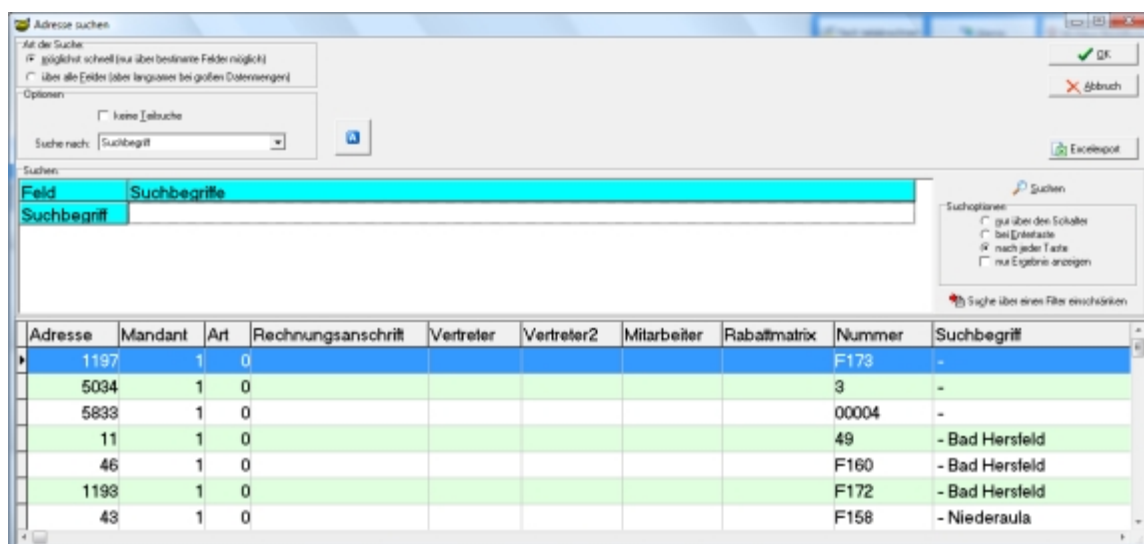 Adresse suchen
Art der Suche:
möglichst schnell (nur über bestimmte Felder möglich)
über alle Felder (aber langsamer bei großen Datenmengen)
Optionen
keine Teilsuche
Suche nach: Suchbegriff
OK
Abbruch
Excelexport
Suchen:
Feld Suchbegriffe
Suchbegriff
Suchen
Suchoptionen:
nur über den Schalter
bei Entertaste
nach jeder Taste
nur Ergebnis anzeigen
Suche über einen Filter einschränken
Adresse Mandant Art Rechnungsanschrift Vertreter Vertreter2 Mitarbeiter Rabattmatrix Nummer Suchbegriff
1197 1 0 F173 -
5034 1 0 3 -
5833 1 0 00004 -
11 1 0 49 - Bad Hersfeld
46 1 0 F160 - Bad Hersfeld
1193 1 0 F172 - Bad Hersfeld
43 1 0 F158 - Niederaula